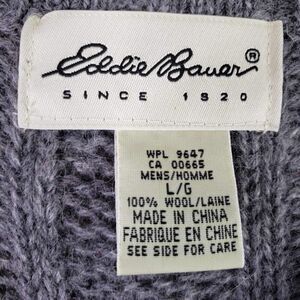 Eddie Bauer®
SINCE 1920
WPL 9647
CA 00665
MENS/HOMME
L/G
100% WOOL/LAINE
MADE IN CHINA
FABRIQUE EN CHINE
SEE SIDE FOR CARE